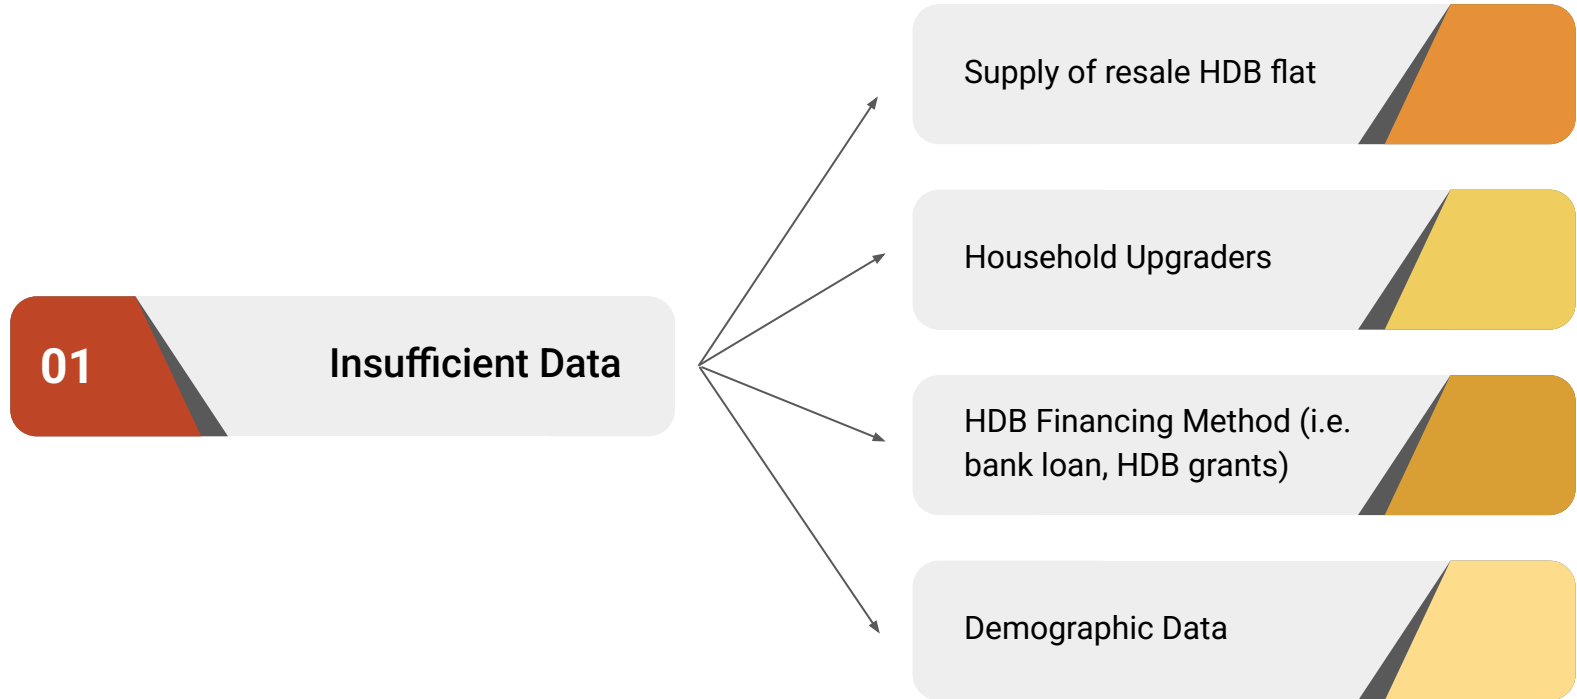 01
Insufficient Data
Supply of resale HDB flat
Household Upgraders
HDB Financing Method (i.e.
bank loan, HDB grants)
Demographic Data